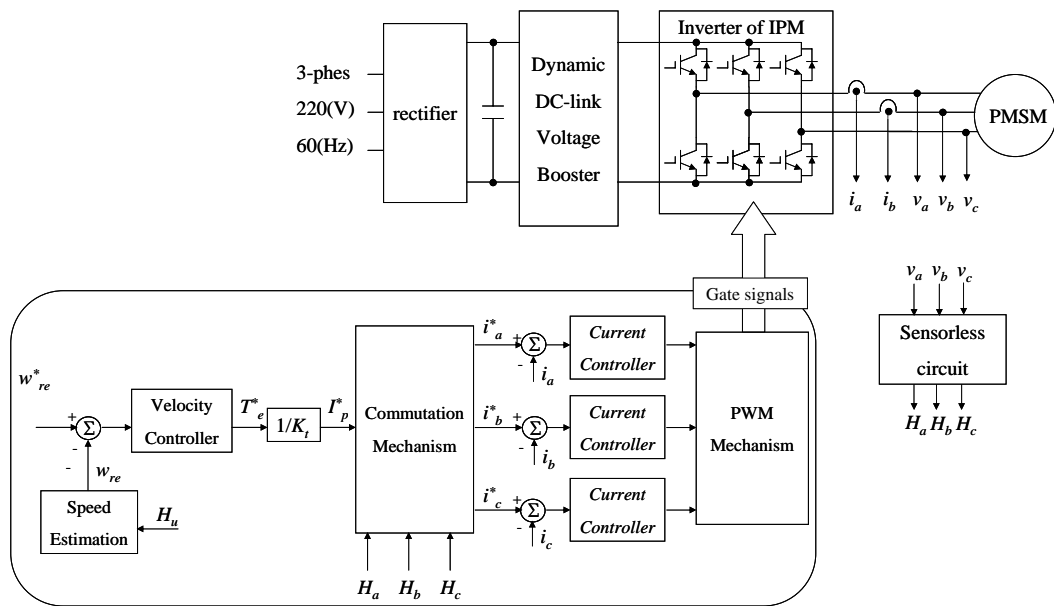 Inverter of IPM
3-phes
220(V)
60(Hz)
rectifier
Dynamic
DC-link
Voltage
Booster
PMSM
i_a i_b v_a v_b v_c
Gate signals
v_a v_b v_c
Sensorless
circuit
H_a H_b H_c
w*_re
+
Σ
-
-
w_re
Speed
Estimation
H_u
Velocity
Controller
T*_e
1/K_t
I*_p
Commutation
Mechanism
H_a H_b H_c
i*_a
+
Σ
-
i_a
Current
Controller
i*_b
+
Σ
-
i_b
Current
Controller
i*_c
+
Σ
-
i_c
Current
Controller
PWM
Mechanism